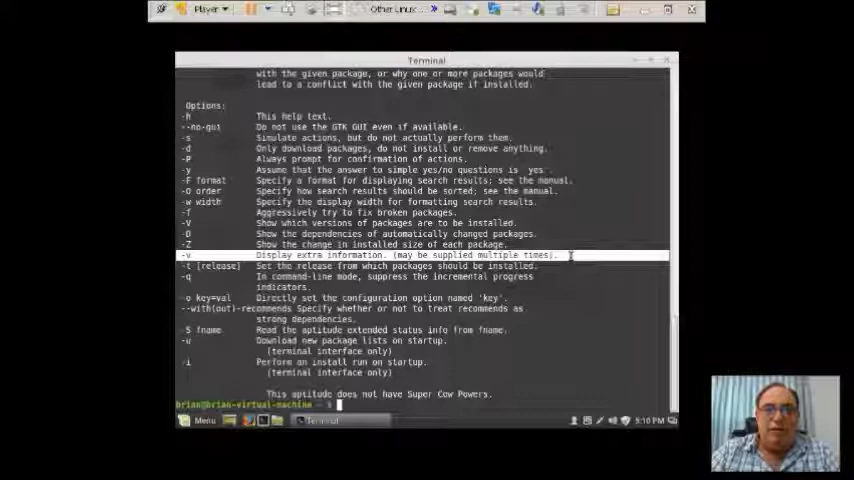 Player
Other Linux...
Terminal
with the given package, or why one or more packages would
lead to a conflict with the given package if installed.
Options:
-h This help text.
--no-gui Do not use the GTK GUI even if available.
-s Simulate actions, but do not actually perform them.
-d Only download packages, do not install or remove anything.
-P Always prompt for confirmation of actions.
-y Assume that the answer to simple yes/no questions is 'yes'.
-F format Specify a format for displaying search results; see the manual.
-O order Specify how search results should be sorted; see the manual.
-w width Specify the display width for formatting search results.
-f Aggressively try to fix broken packages.
-V Show which versions of packages are to be installed.
-D Show the dependencies of automatically changed packages.
-Z Show the change in installed size of each package.
-v Display extra information. (may be supplied multiple times).
-t [release] Set the release from which packages should be installed.
-q In command-line mode, suppress the incremental progress
indicators.
-o key=val Directly set the configuration option named 'key'.
--with(out)-recommends Specify whether or not to treat recommends as
strong dependencies.
-S fname Read the aptitude extended status info from fname.
-u Download new package lists on startup.
(terminal interface only)
-i Perform an install run on startup.
(terminal interface only)
This aptitude does not have Super Cow Powers.
brian@brian-virtual-machine ~ $
Menu
Terminal
5:10 PM